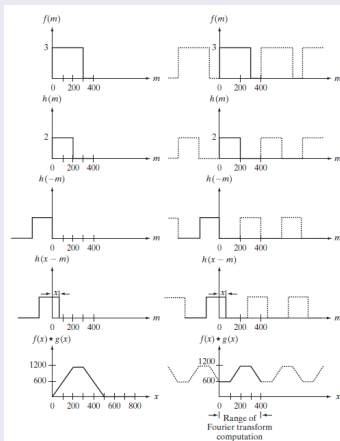 f(m) f(m)
3 3
m m
0 200 400 0 200 400
h(m) h(m)
2 2
m m
0 200 400 0 200 400
h(−m) h(−m)
m m
0 200 400 0 200 400
h(x − m) h(x − m)
x x
m m
0 200 400 0 200 400
f(x) ★ g(x) f(x) ★ g(x)
1200 1200
600 600
x x
0 200 400 600 800 0 200 400
Range of
Fourier transform
computation